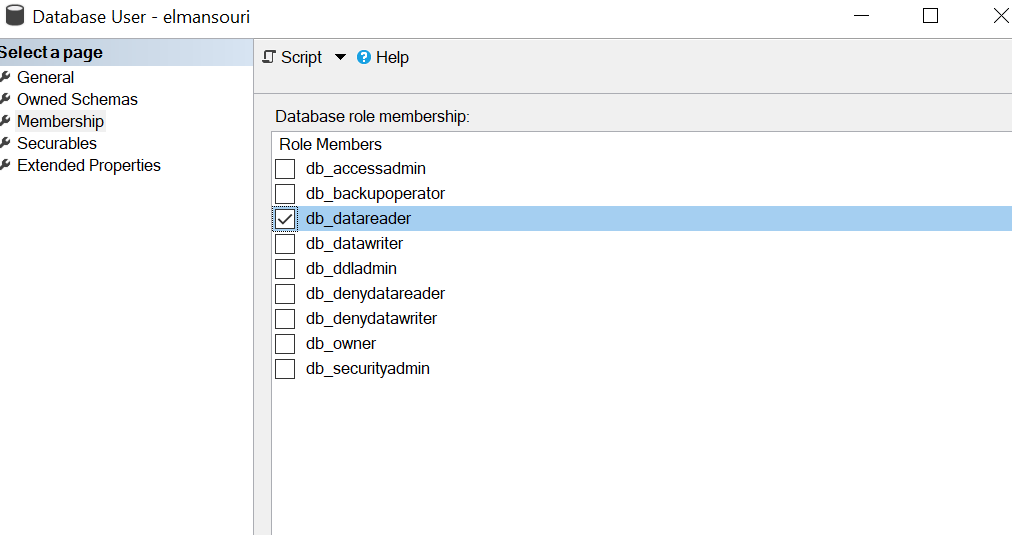 Database User - elmansouri
Select a page
General
Owned Schemas
Membership
Securables
Extended Properties
Script
Help
Database role membership:
Role Members
db_accessadmin
db_backupoperator
db_datareader
db_datawriter
db_ddladmin
db_denydatareader
db_denydatawriter
db_owner
db_securityadmin